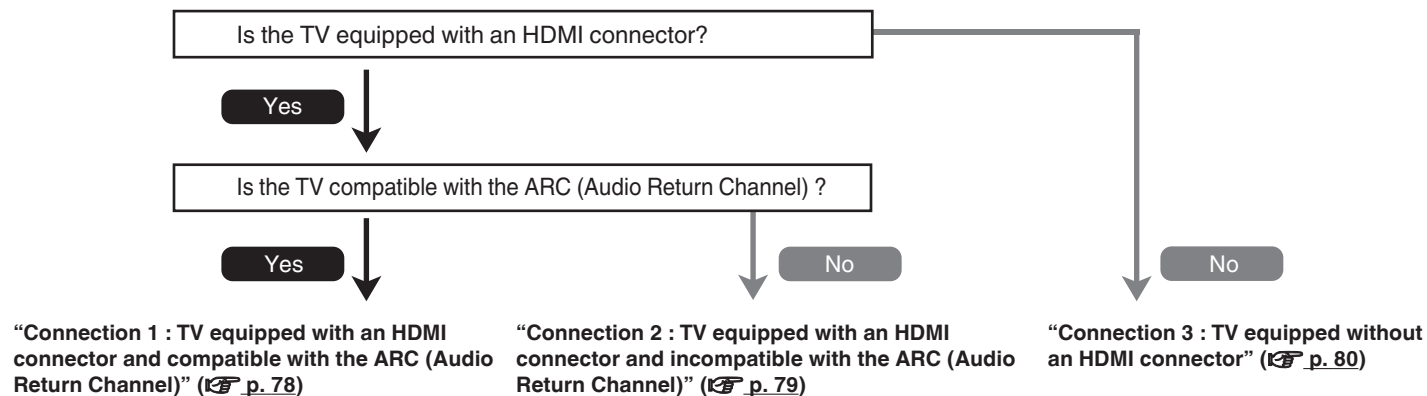 Is the TV equipped with an HDMI connector?
Yes
Is the TV compatible with the ARC (Audio Return Channel) ?
Yes
No
No
“Connection 1 : TV equipped with an HDMI
connector and compatible with the ARC (Audio
Return Channel)” (☞ p. 78)
“Connection 2 : TV equipped with an HDMI
connector and incompatible with the ARC (Audio
Return Channel)” (☞ p. 79)
“Connection 3 : TV equipped without
an HDMI connector” (☞ p. 80)